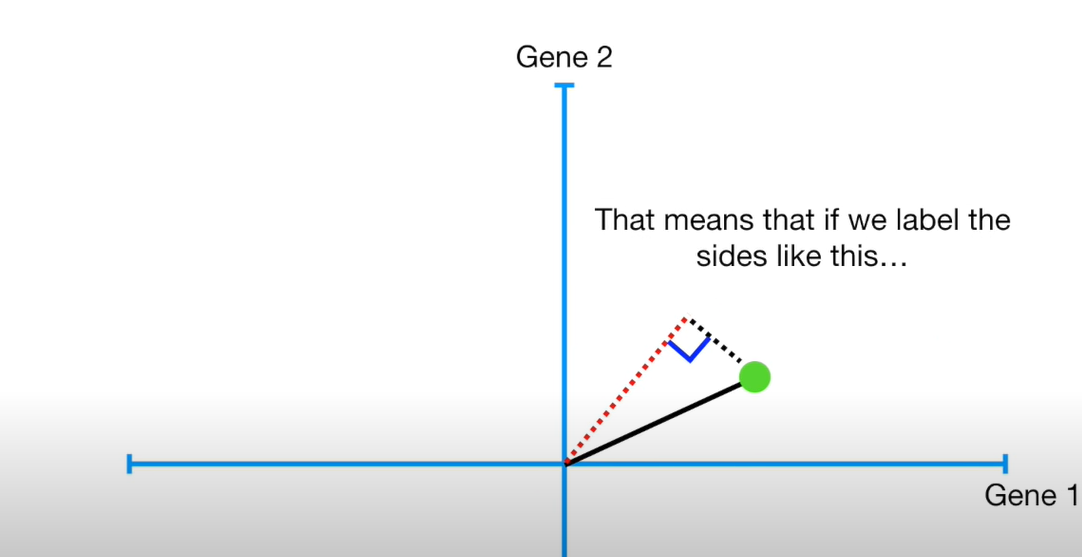 Gene 2
That means that if we label the
sides like this…
Gene 1